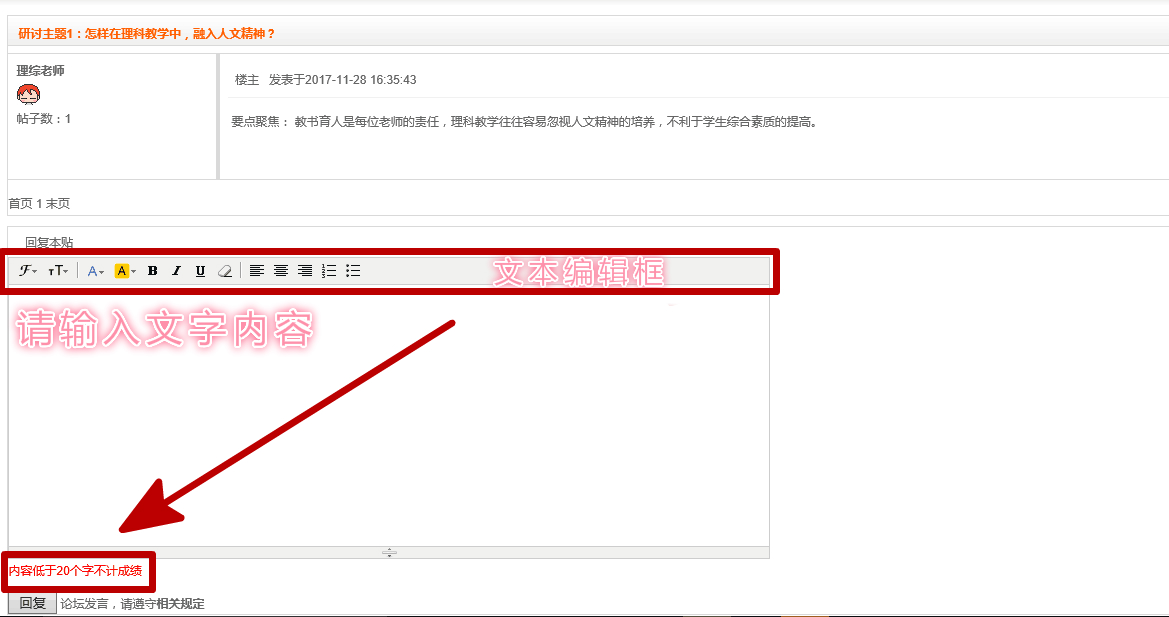 研讨主题1：怎样在理科教学中，融入人文精神？
理综老师
帖子数：1
楼主 发表于2017-11-28 16:35:43
要点聚焦： 教书育人是每位老师的责任，理科教学往往容易忽视人文精神的培养，不利于学生综合素质的提高。
首页 1 末页
回复本贴
ℱ TT A A B I U 文本编辑框
请输入文字内容
内容低于20个字不计成绩
回复 论坛发言，请遵守相关规定